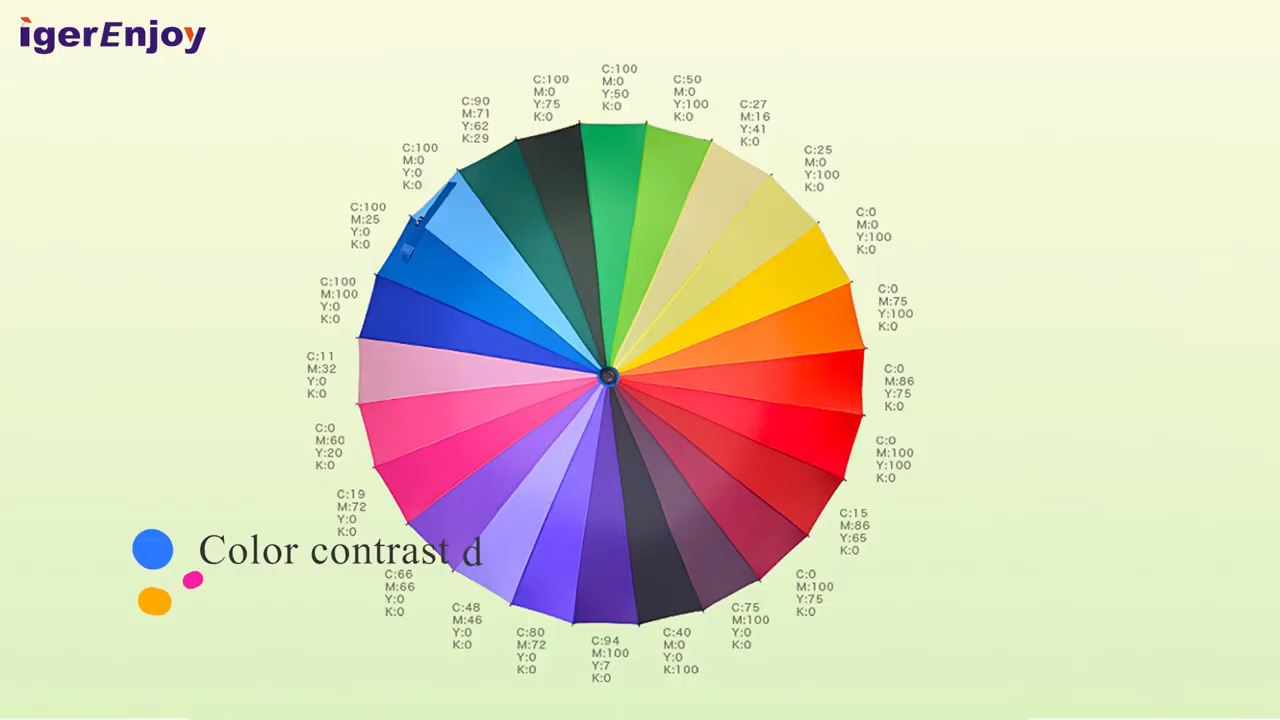 igerEnjoy
C:100
M:0
Y:50
K:0
C:50
M:0
Y:100
K:0
C:27
M:16
Y:41
K:0
C:25
M:0
Y:100
K:0
C:0
M:0
Y:100
K:0
C:0
M:75
Y:100
K:0
C:0
M:86
Y:75
K:0
C:0
M:100
Y:100
K:0
C:15
M:86
Y:65
K:0
C:0
M:100
Y:75
K:0
C:75
M:100
Y:0
K:0
C:40
M:0
Y:0
K:100
C:94
M:100
Y:7
K:0
C:80
M:72
Y:0
K:0
C:48
M:46
Y:0
K:0
C:66
M:66
Y:0
K:0
C:19
M:72
Y:0
K:0
C:0
M:60
Y:20
K:0
C:11
M:32
Y:0
K:0
C:100
M:100
Y:0
K:0
C:100
M:25
Y:0
K:0
C:100
M:0
Y:0
K:0
C:90
M:71
Y:62
K:29
C:100
M:0
Y:75
K:0
Color contrast d